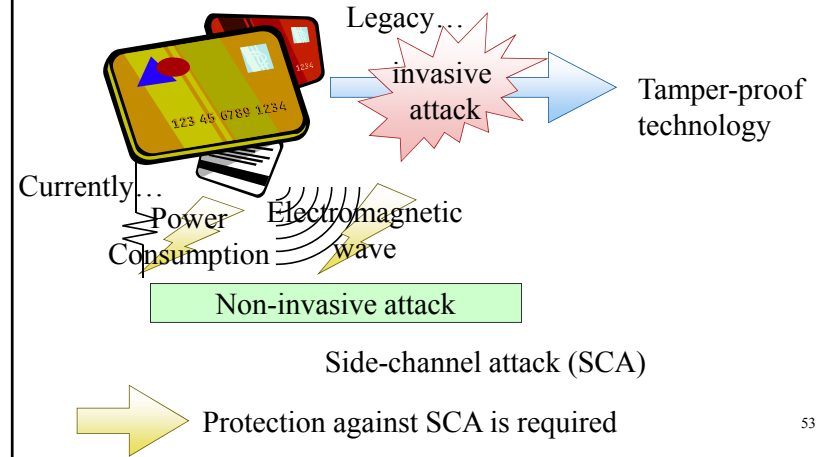 Legacy…
1234
invasive
attack
123 45 6789 1234
Tamper-proof
technology
Currently…
Power
Consumption
Electromagnetic
wave
Non-invasive attack
Side-channel attack (SCA)
Protection against SCA is required
53